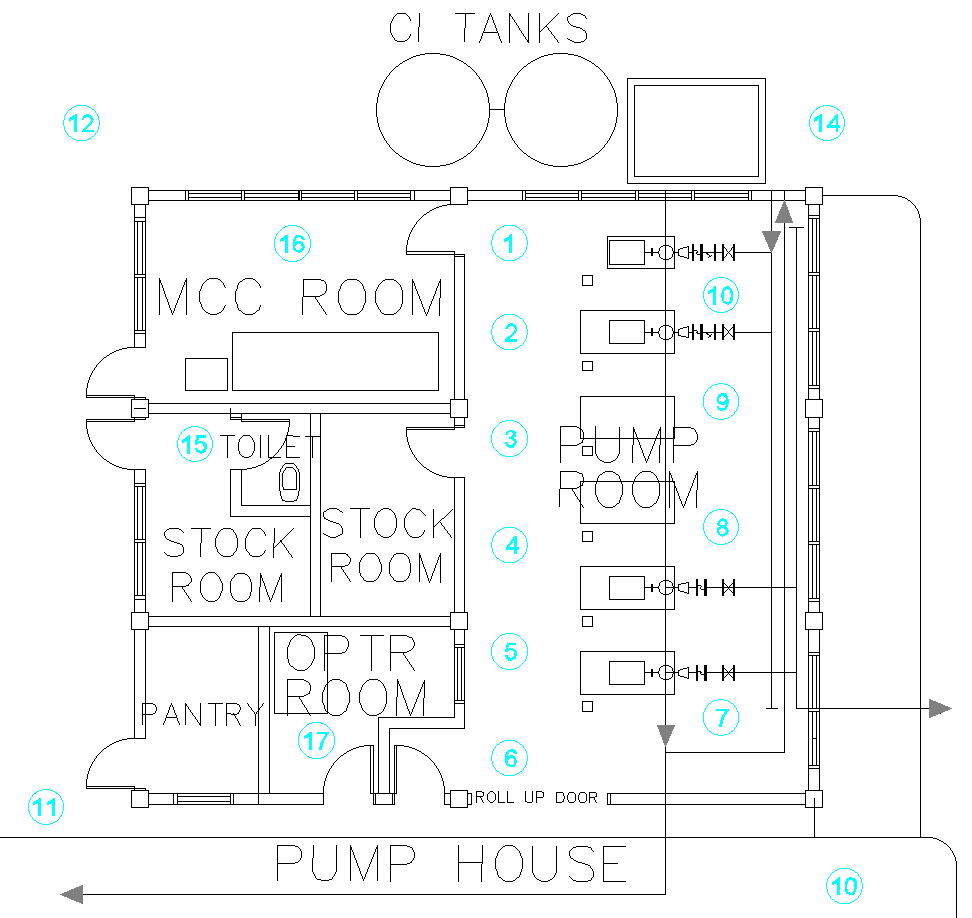 CI TANKS
12
14
16
1
MCC ROOM
10
2
9
15
TOILET
3
PUMP
ROOM
STOCK
ROOM
STOCK
ROOM
4
8
OPTR
ROOM
5
PANTRY
7
17
6
ROLL UP DOOR
11
PUMP HOUSE
10